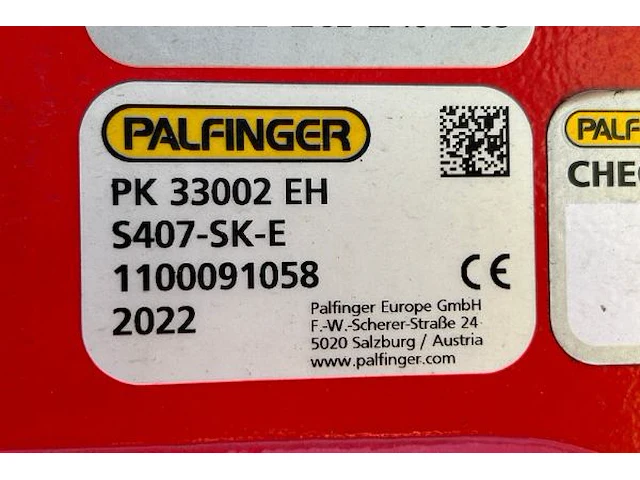 PALFINGER
PK 33002 EH
S407-SK-E
1100091058
2022
CE
Palfinger Europe GmbH
F.-W.-Scherer-Straße 24
5020 Salzburg / Austria
www.palfinger.com